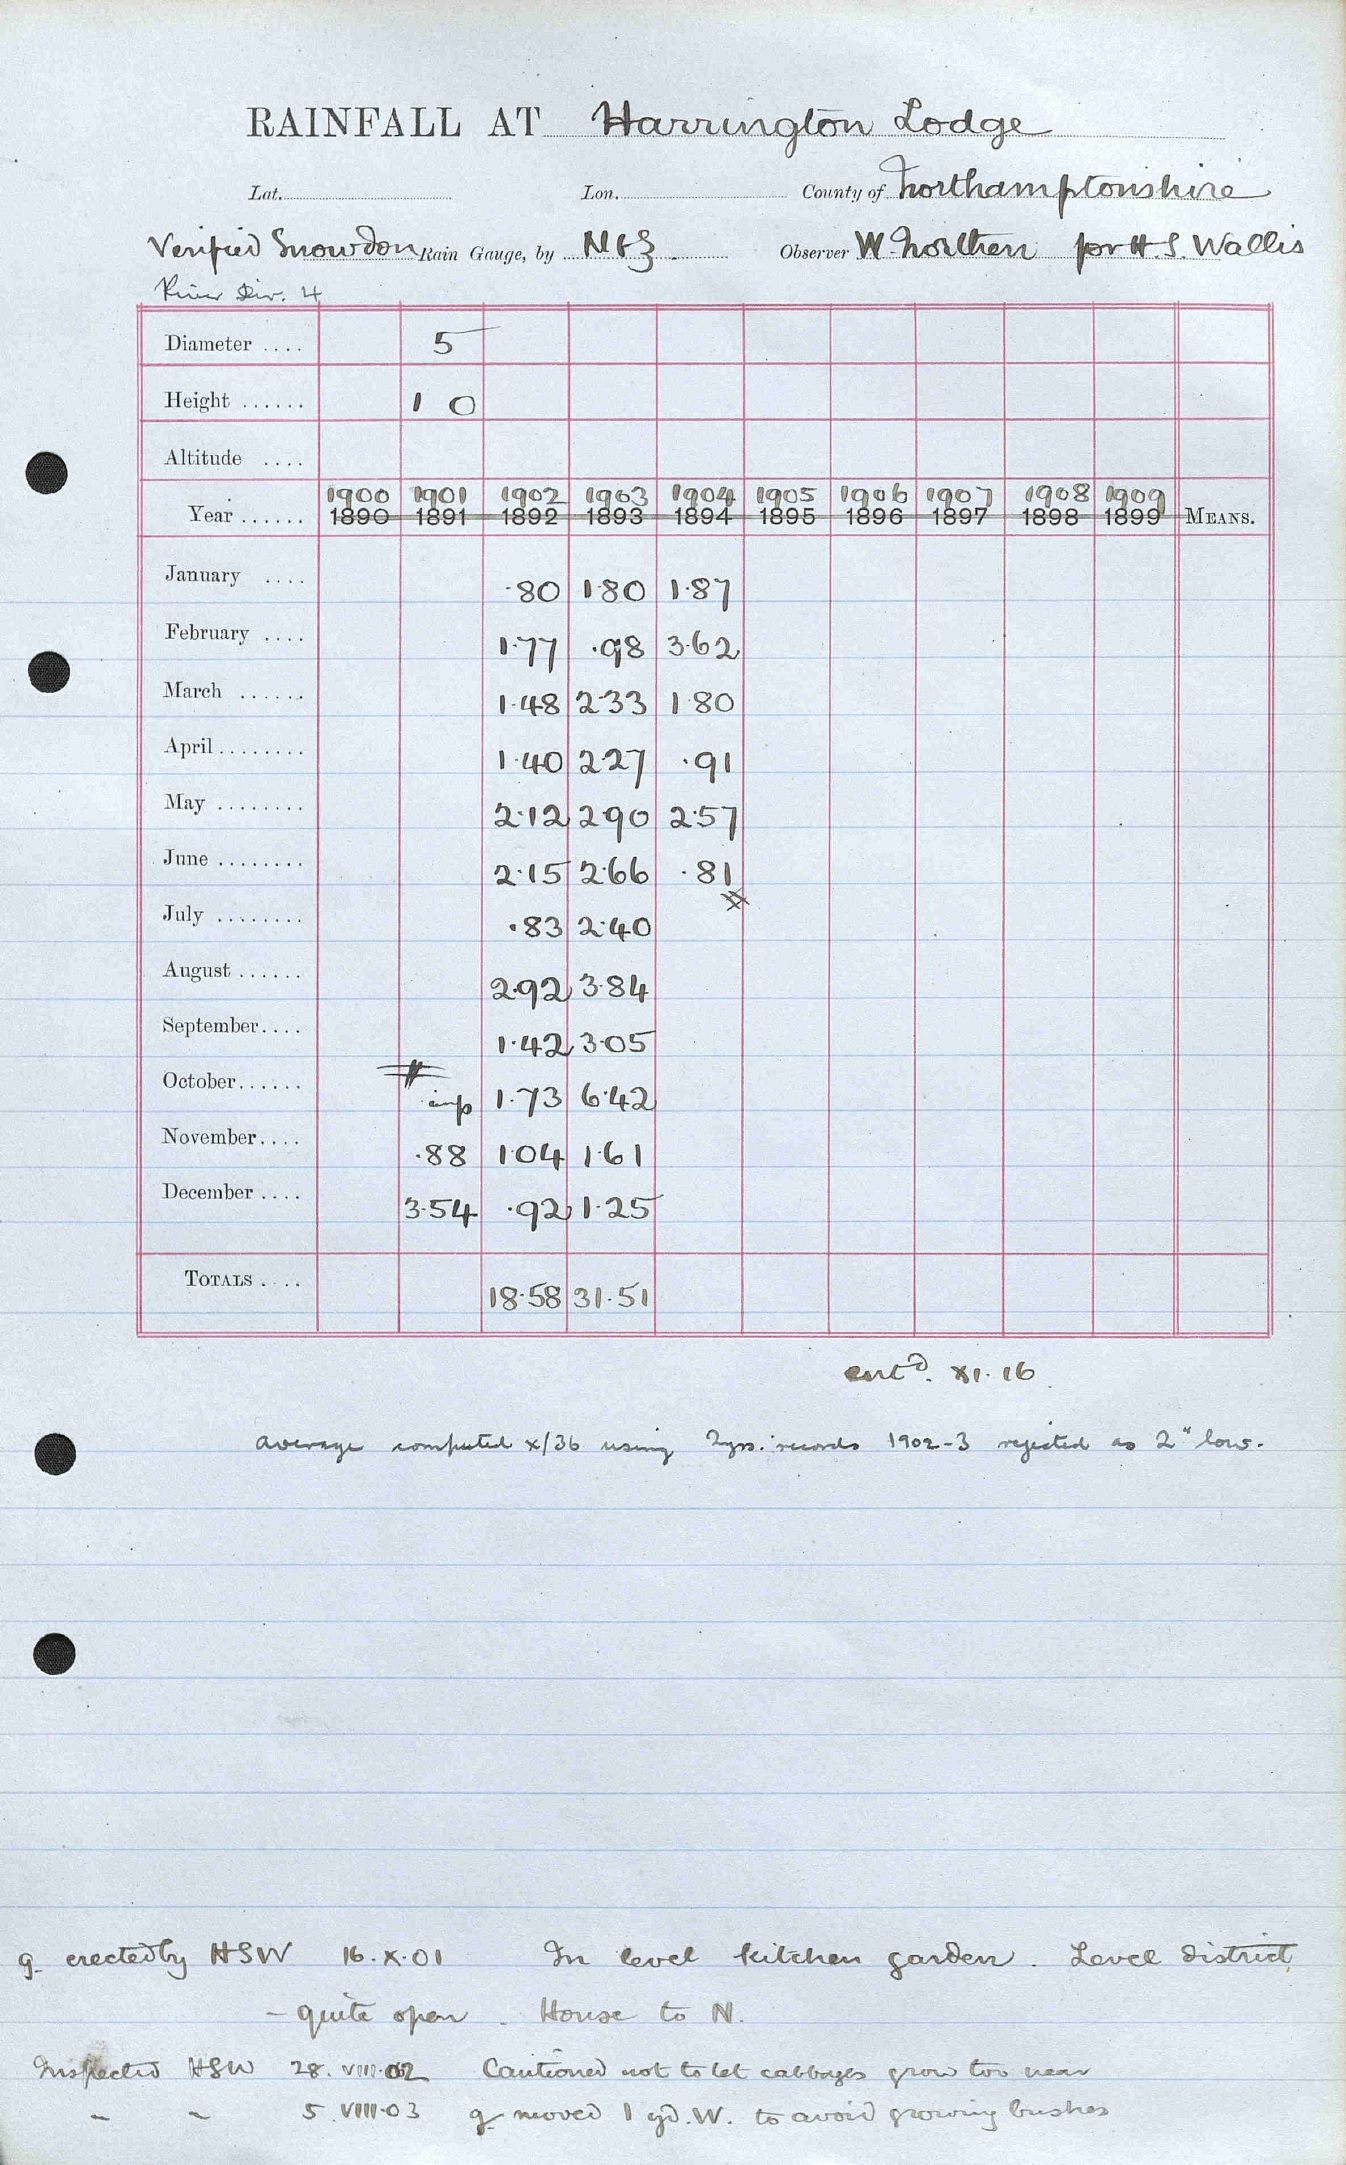 RAINFALL AT Harrington Lodge
Lat. Lon. County of Northamptonshire
Verified Snowdon Rain Gauge, by N & Z. Observer W. Northen for H.S. Wallis
River Div. 4
Diameter .... 5
Height ...... 1 0
Altitude ....
1900 1901 1902 1903 1904 1905 1906 1907 1908 1909
Year ...... 1890 1891 1892 1893 1894 1895 1896 1897 1898 1899 MEANS.
January .... ·80 1·80 1·87
February .... 1·77 ·98 3·62
March ...... 1·48 2·33 1·80
April ........ 1·40 2·27 ·91
May ........ 2·12 2·90 2·57
June ........ 2·15 2·66 ·81
July ........ ·83 2·40
August ...... 2·92 3·84
September.... 1·42 3·05
October...... imp 1·73 6·42
November.... ·88 1·04 1·61
December .... 3·54 ·92 1·25
TOTALS .... 18·58 31·51
ent'd. XI·16
average computed x/36 using 2 yrs. records 1902-3 rejected as 2" low.
g. erected by HSW 16.X.01 In level kitchen garden. Level district,
- quite open. House to N.
Inspected HSW 28.VIII.02 Cautioned not to let cabbages grow too near
" " 5.VIII.03 g. moved 1 yd. W. to avoid growing bushes